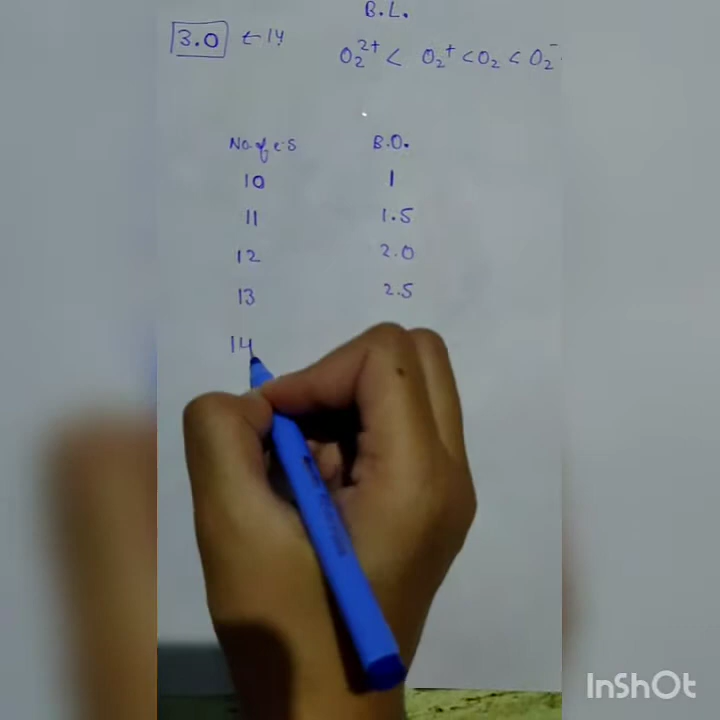 B.L.
3.0 ← 14
O₂²⁺ < O₂⁺ < O₂ < O₂⁻
No. of e⁻s B.O.
10 1
11 1.5
12 2.0
13 2.5
14
InShOt